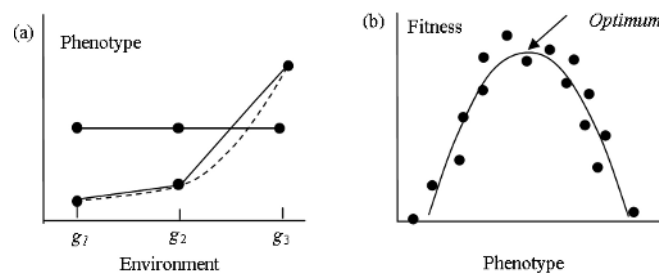 (a)
Phenotype
g1 g2 g3
Environment
(b)
Fitness
Optimum
Phenotype